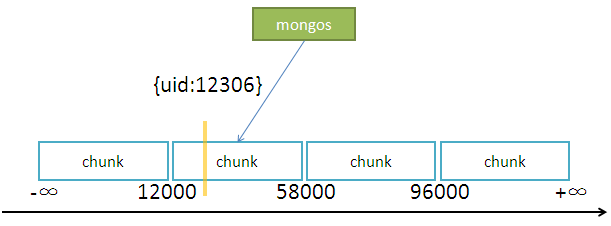 mongos
{uid:12306}
chunk chunk chunk chunk
-∞ 12000 58000 96000 +∞